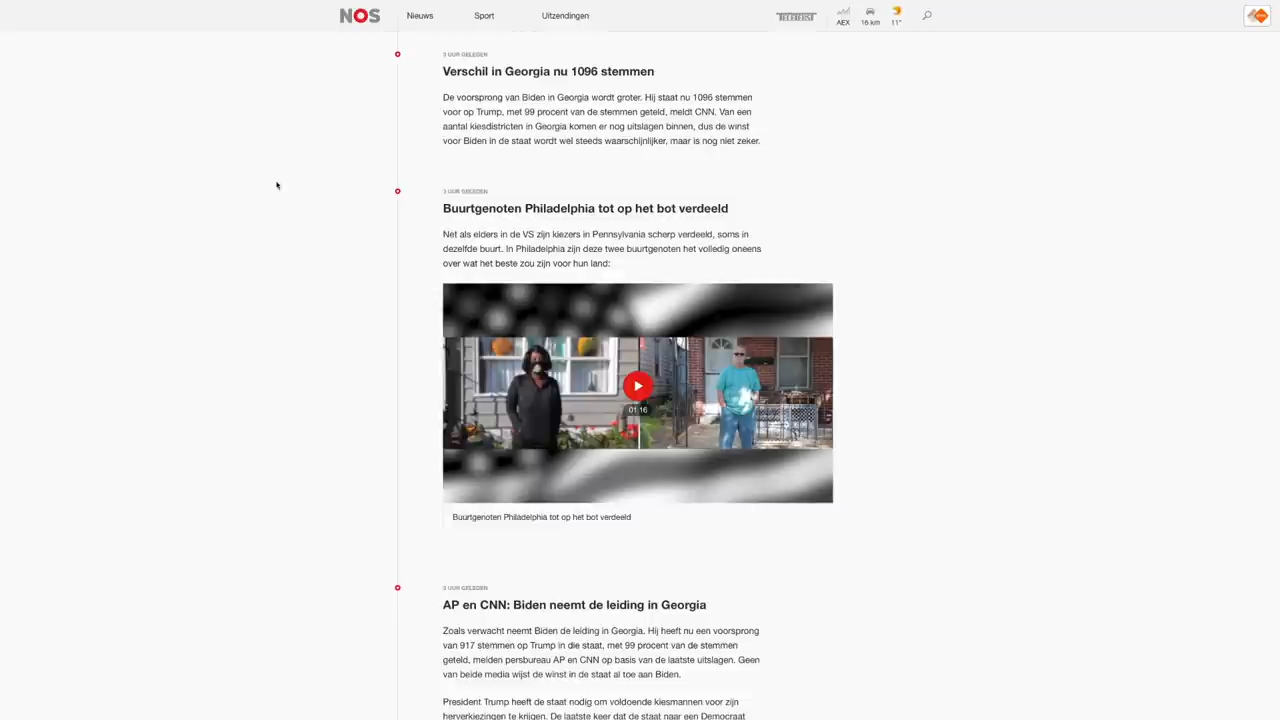 NOS
Nieuws
Sport
Uitzendingen
TELETEKST
AEX
16 km
11°
3 UUR GELEDEN
Verschil in Georgia nu 1096 stemmen
De voorsprong van Biden in Georgia wordt groter. Hij staat nu 1096 stemmen
voor op Trump, met 99 procent van de stemmen geteld, meldt CNN. Van een
aantal kiesdistricten in Georgia komen er nog uitslagen binnen, dus de winst
voor Biden in de staat wordt wel steeds waarschijnlijker, maar is nog niet zeker.
3 UUR GELEDEN
Buurtgenoten Philadelphia tot op het bot verdeeld
Net als elders in de VS zijn kiezers in Pennsylvania scherp verdeeld, soms in
dezelfde buurt. In Philadelphia zijn deze twee buurtgenoten het volledig oneens
over wat het beste zou zijn voor hun land:
01:16
Buurtgenoten Philadelphia tot op het bot verdeeld
3 UUR GELEDEN
AP en CNN: Biden neemt de leiding in Georgia
Zoals verwacht neemt Biden de leiding in Georgia. Hij heeft nu een voorsprong
van 917 stemmen op Trump in die staat, met 99 procent van de stemmen
geteld, melden persbureau AP en CNN op basis van de laatste uitslagen. Geen
van beide media wijst de winst in de staat al toe aan Biden.
President Trump heeft de staat nodig om voldoende kiesmannen voor zijn
herverkiezingen te krijgen. De laatste keer dat de staat naar een Democraat